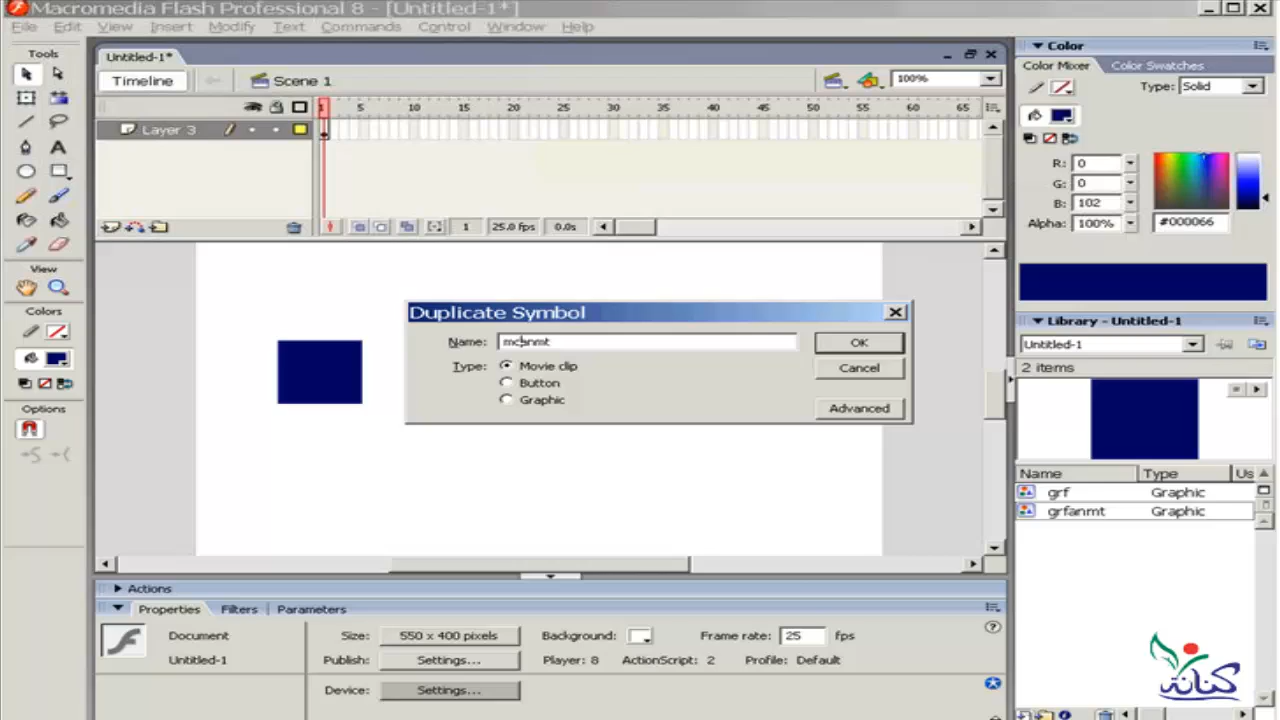 Macromedia Flash Professional 8 - [Untitled-1*]
File Edit View Insert Modify Text Commands Control Window Help
Tools
View
Colors
Options
Untitled-1*
Timeline
Scene 1
100%
1 5 10 15 20 25 30 35 40 45 50 55 60 65
Layer 3
1 25.0 fps 0.0s
Duplicate Symbol
Name: mcanmt
Type: Movie clip
Button
Graphic
OK
Cancel
Advanced
Actions
Properties Filters Parameters
Document
Untitled-1
Size: 550 x 400 pixels Background: Frame rate: 25 fps
Publish: Settings... Player: 8 ActionScript: 2 Profile: Default
Device: Settings...
Color
Color Mixer Color Swatches
Type: Solid
R: 0
G: 0
B: 102
Alpha: 100% #000066
Library - Untitled-1
Untitled-1
2 items
Name Type Us
grf Graphic
grfanmt Graphic
كنانة